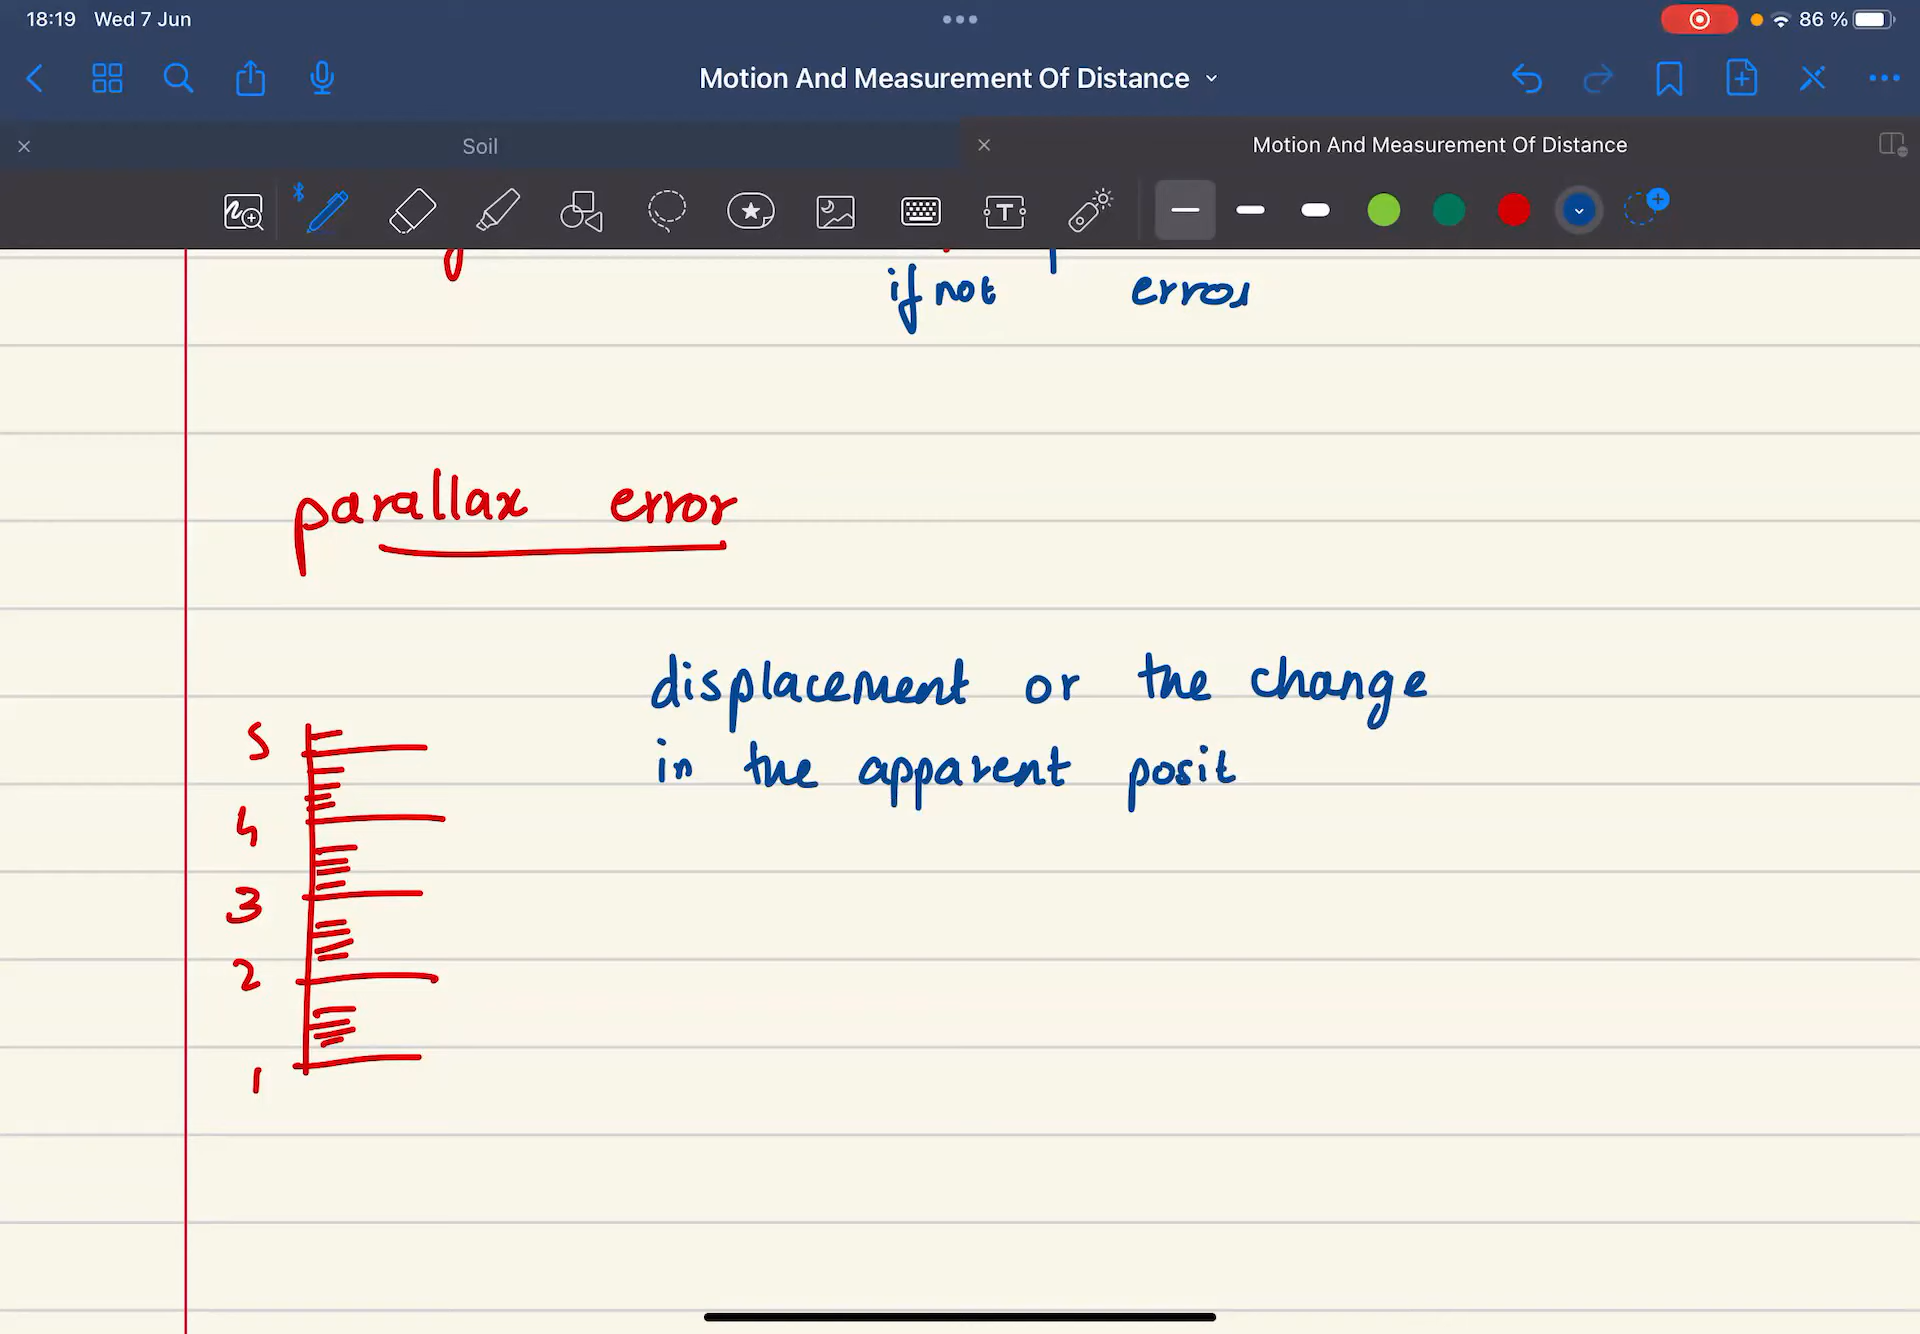 18:19 Wed 7 Jun 86 %
Motion And Measurement Of Distance
Soil Motion And Measurement Of Distance
if not error
parallax error
displacement or the change
in the apparent posit
5
4
3
2
1